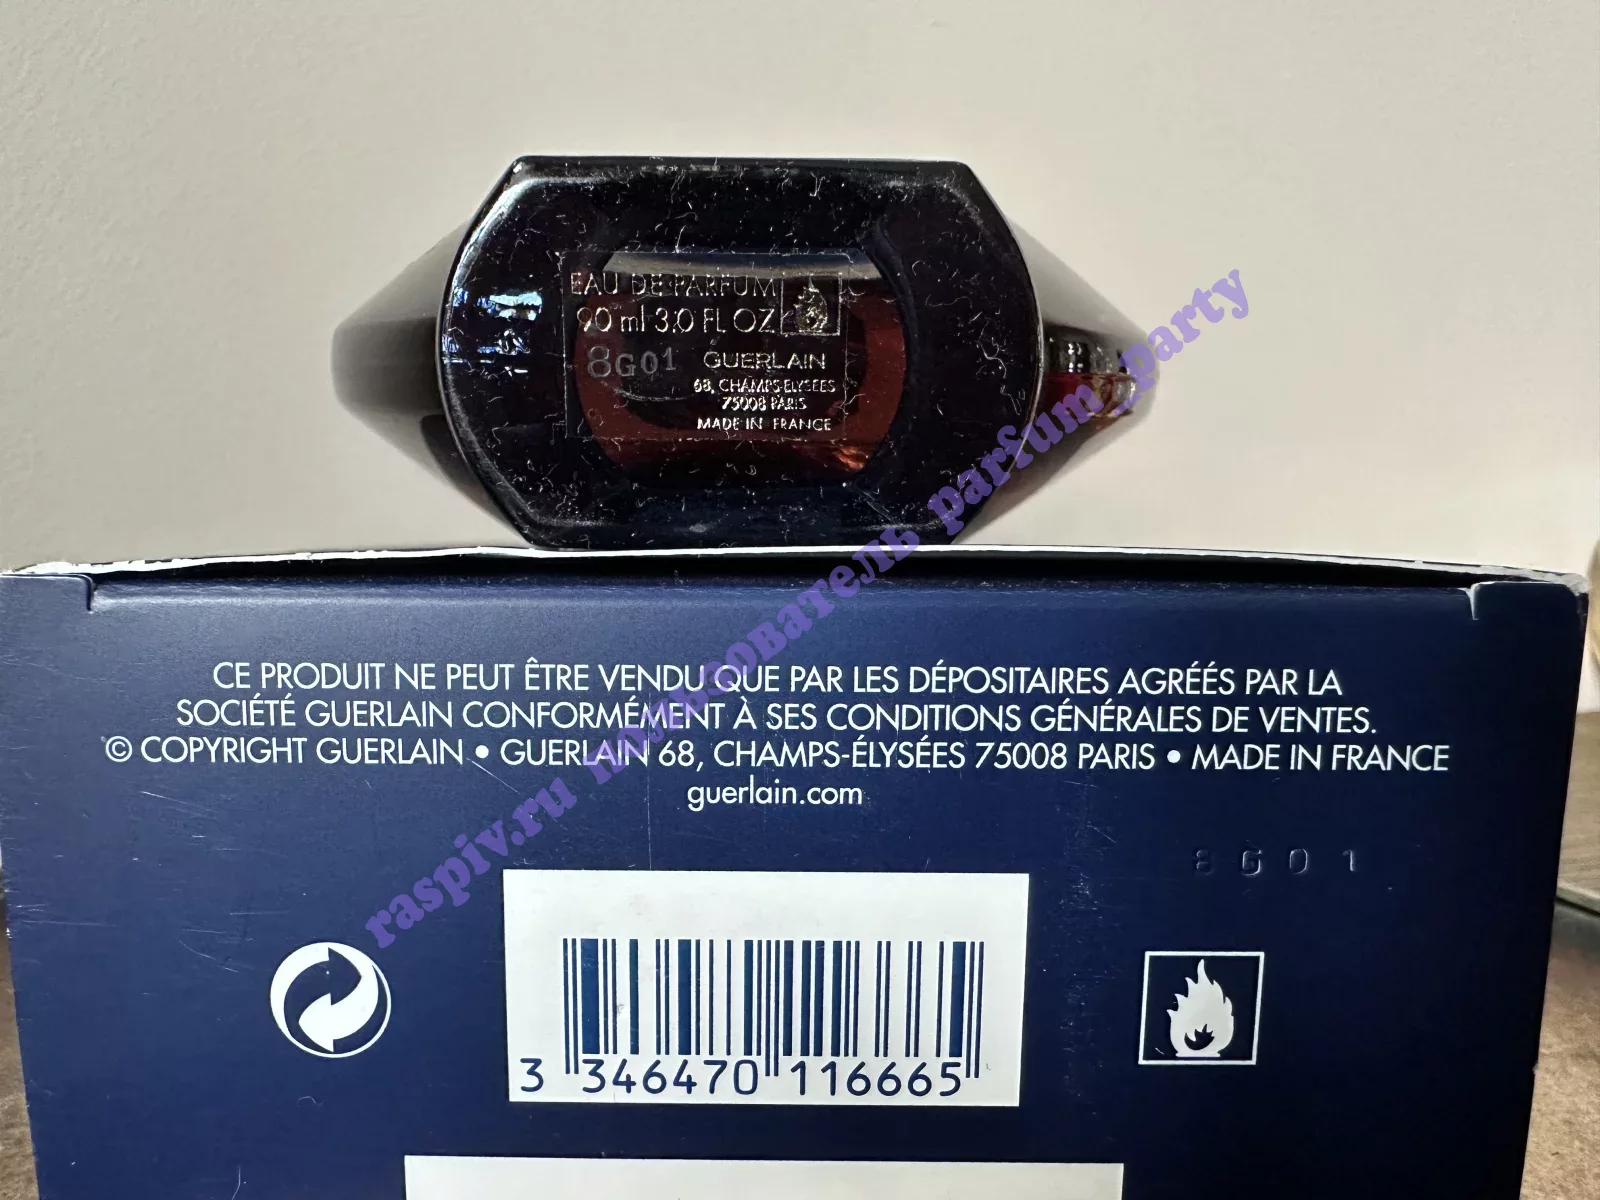 EAU DE PARFUM
90 ml 3.0 FL OZ
8G01 GUERLAIN
68, CHAMPS-ELYSEES
75008 PARIS
MADE IN FRANCE
CE PRODUIT NE PEUT ÊTRE VENDU QUE PAR LES DÉPOSITAIRES AGRÉÉS PAR LA
SOCIÉTÉ GUERLAIN CONFORMÉMENT À SES CONDITIONS GÉNÉRALES DE VENTES.
© COPYRIGHT GUERLAIN • GUERLAIN 68, CHAMPS-ÉLYSÉES 75008 PARIS • MADE IN FRANCE
guerlain.com
8G01
3 346470 116665
raspiv.ru пользователь parfum_party